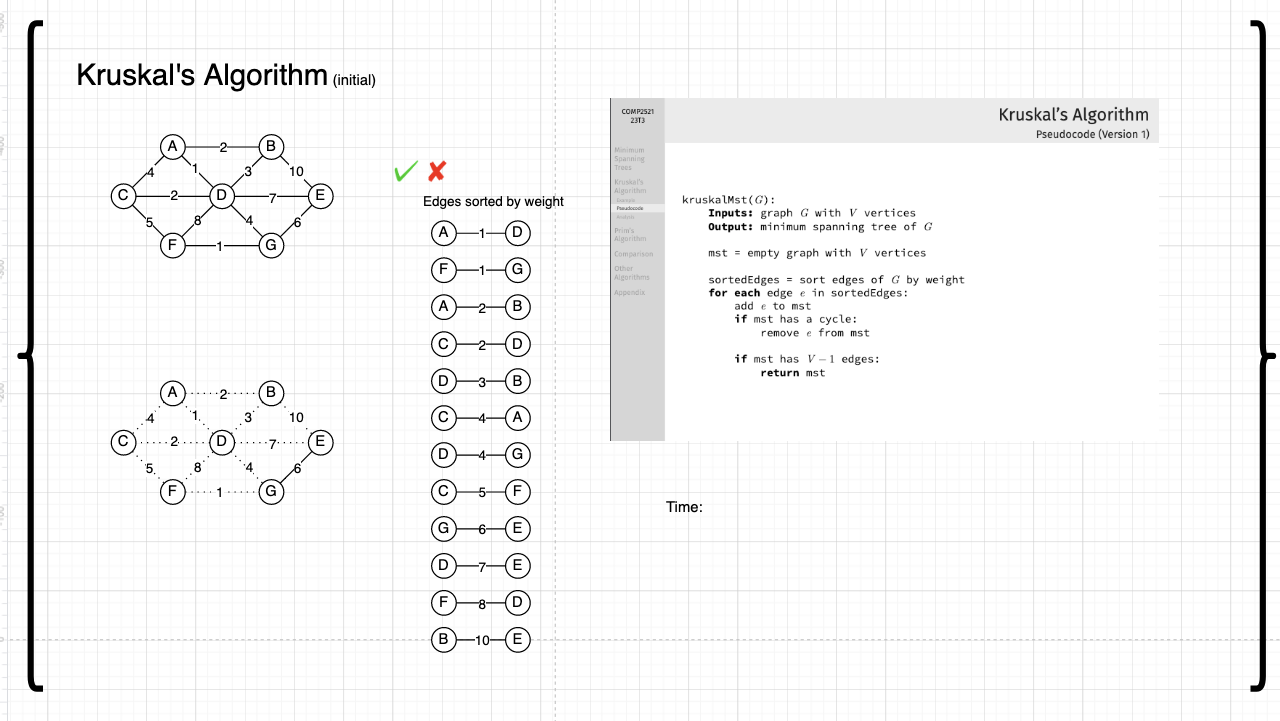 Kruskal's Algorithm (initial)
A 2 B
4 1 3 10
C 2 D 7 E
5 8 4 6
F 1 G
A 2 B
4 1 3 10
C 2 D 7 E
5 8 4 6
F 1 G
Edges sorted by weight
A 1 D
F 1 G
A 2 B
C 2 D
D 3 B
C 4 A
D 4 G
C 5 F
G 6 E
D 7 E
F 8 D
B 10 E
COMP2521
23T3
Minimum
Spanning
Trees
Kruskal's
Algorithm
Example
Pseudocode
Analysis
Prim's
Algorithm
Comparison
Other
Algorithms
Appendix
Kruskal's Algorithm
Pseudocode (Version 1)
kruskalMst(G):
Inputs: graph G with V vertices
Output: minimum spanning tree of G
mst = empty graph with V vertices
sortedEdges = sort edges of G by weight
for each edge e in sortedEdges:
add e to mst
if mst has a cycle:
remove e from mst
if mst has V − 1 edges:
return mst
Time: